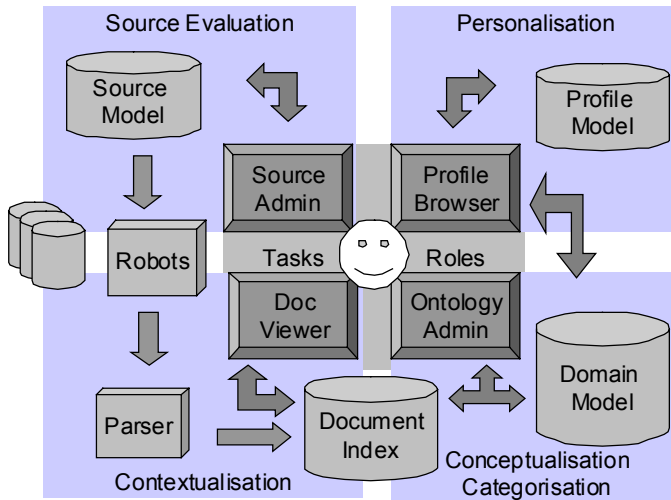 Source Evaluation
Personalisation
Source
Model
Profile
Model
Source
Admin
Profile
Browser
Robots
Tasks
Roles
Doc
Viewer
Ontology
Admin
Domain
Model
Parser
Document
Index
Contextualisation
Conceptualisation
Categorisation